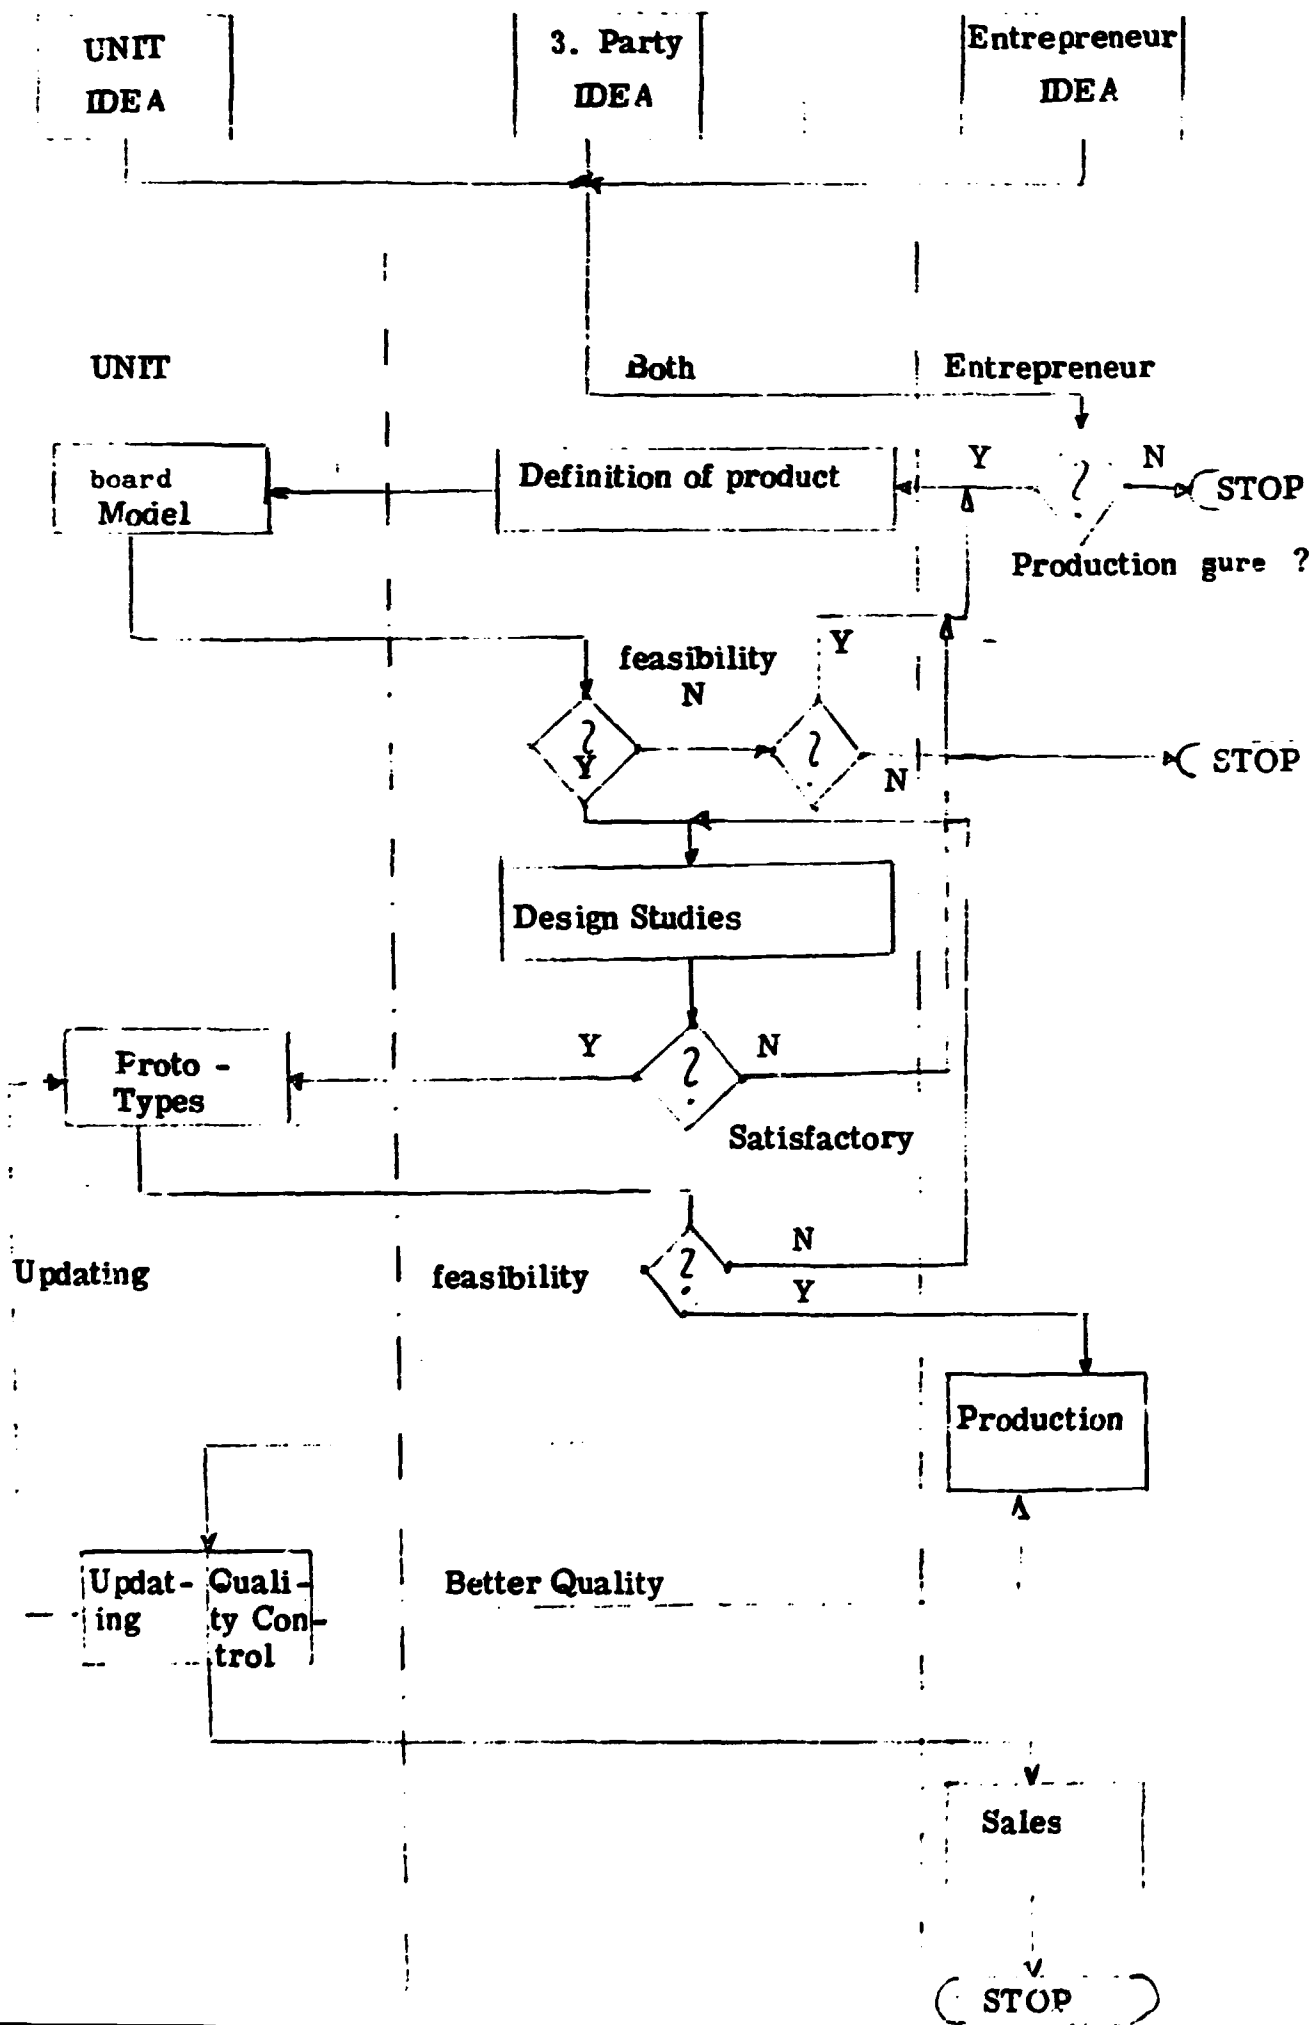 UNIT
IDEA
3. Party
IDEA
Entrepreneur
IDEA
UNIT
Both
Entrepreneur
board
Model
Definition of product
Y
?
N
STOP
Production sure ?
feasibility
N
Y
?
Y
?
N
STOP
Design Studies
Proto -
Types
Y
?
N
Satisfactory
Updating
feasibility
?
N
Y
Production
Updat-
ing
Quali-
ty Con-
trol
Better Quality
Sales
STOP